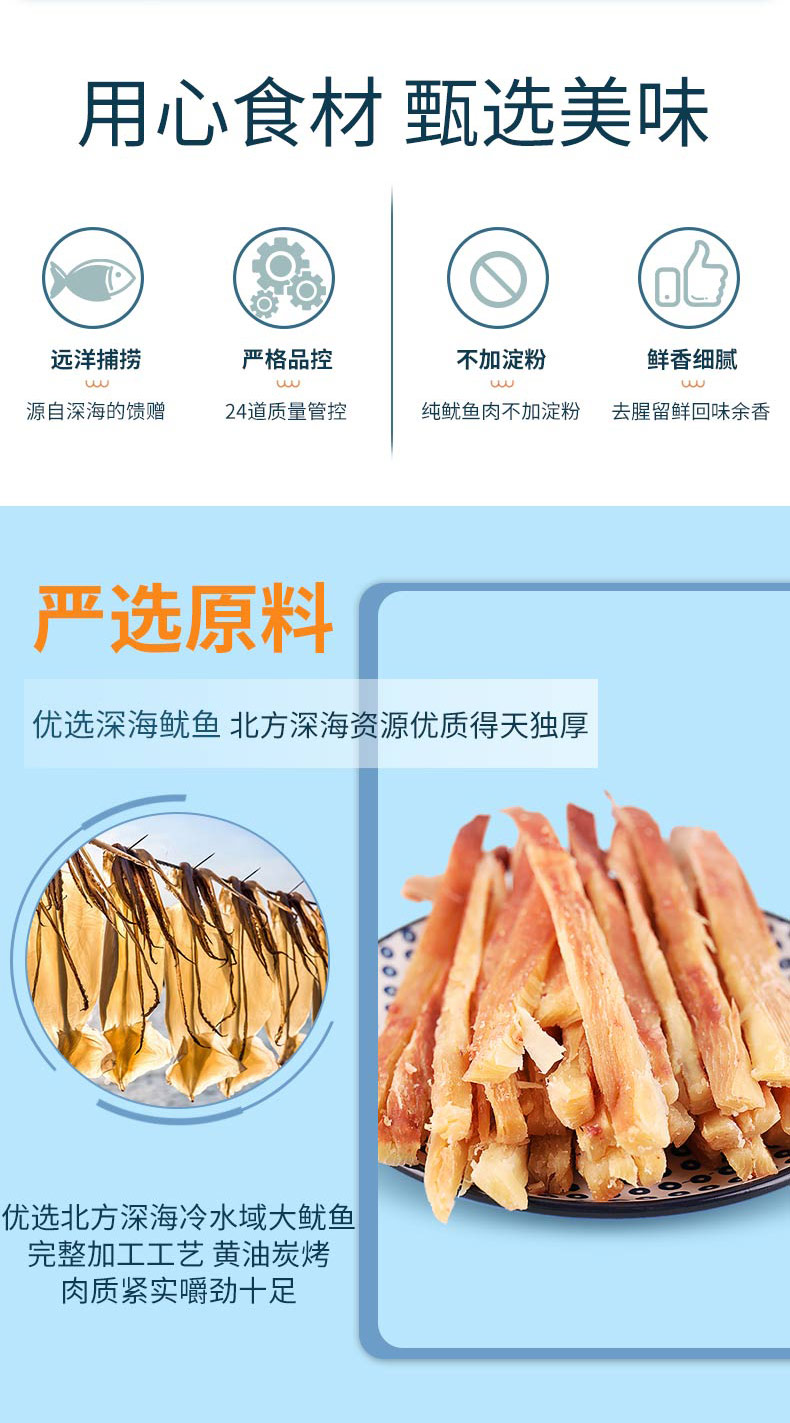 用心食材 甄选美味
远洋捕捞
源自深海的馈赠
严格品控
24道质量管控
不加淀粉
纯鱿鱼肉不加淀粉
鲜香细腻
去腥留鲜回味余香
严选原料
优选深海鱿鱼 北方深海资源优质得天独厚
优选北方深海冷水域大鱿鱼
完整加工工艺 黄油炭烤
肉质紧实嚼劲十足